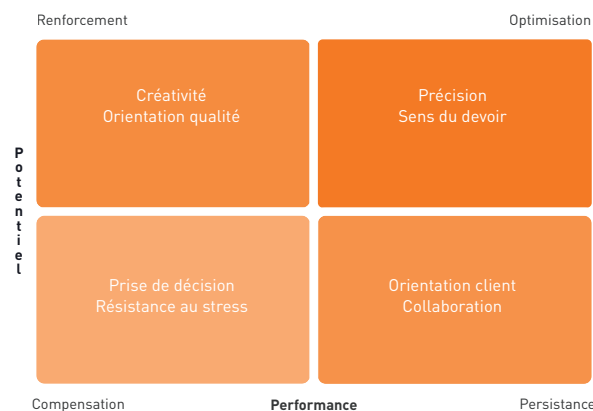 Renforcement
Optimisation
Créativité
Orientation qualité
Précision
Sens du devoir
Potentiel
Prise de décision
Résistance au stress
Orientation client
Collaboration
Compensation
Performance
Persistance